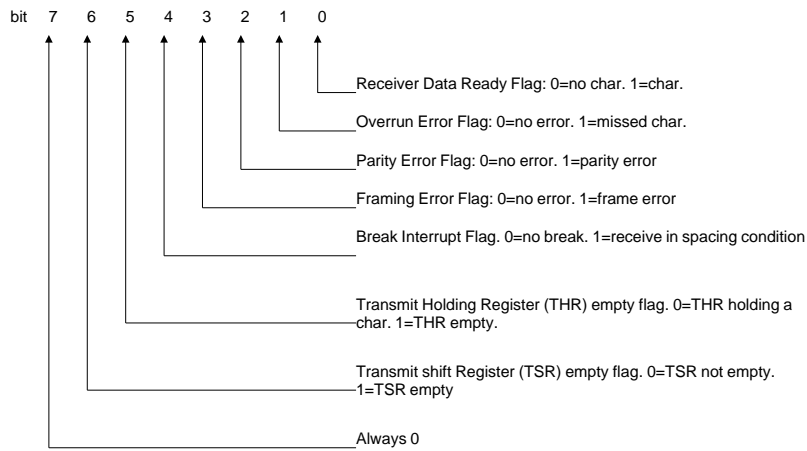 bit 7 6 5 4 3 2 1 0
Receiver Data Ready Flag: 0=no char. 1=char.
Overrun Error Flag: 0=no error. 1=missed char.
Parity Error Flag: 0=no error. 1=parity error
Framing Error Flag: 0=no error. 1=frame error
Break Interrupt Flag. 0=no break. 1=receive in spacing condition
Transmit Holding Register (THR) empty flag. 0=THR holding a
char. 1=THR empty.
Transmit shift Register (TSR) empty flag. 0=TSR not empty.
1=TSR empty
Always 0